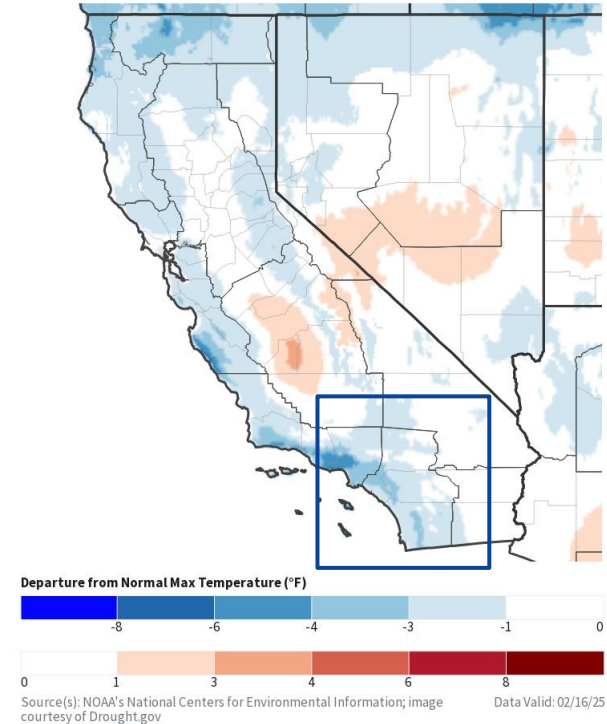 Departure from Normal Max Temperature (°F)
-8 -6 -4 -3 -1 0
0 1 3 4 6 8
Source(s): NOAA's National Centers for Environmental Information; image Data Valid: 02/16/25
courtesy of Drought.gov